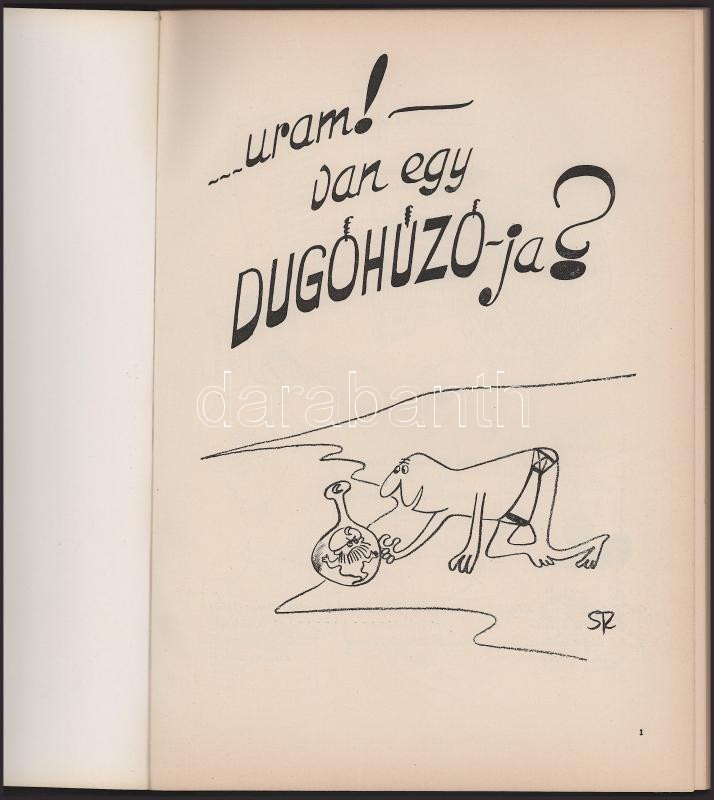 ...uram! —
van egy
DUGÓHÚZÓ-ja?
darabanth
SR
1